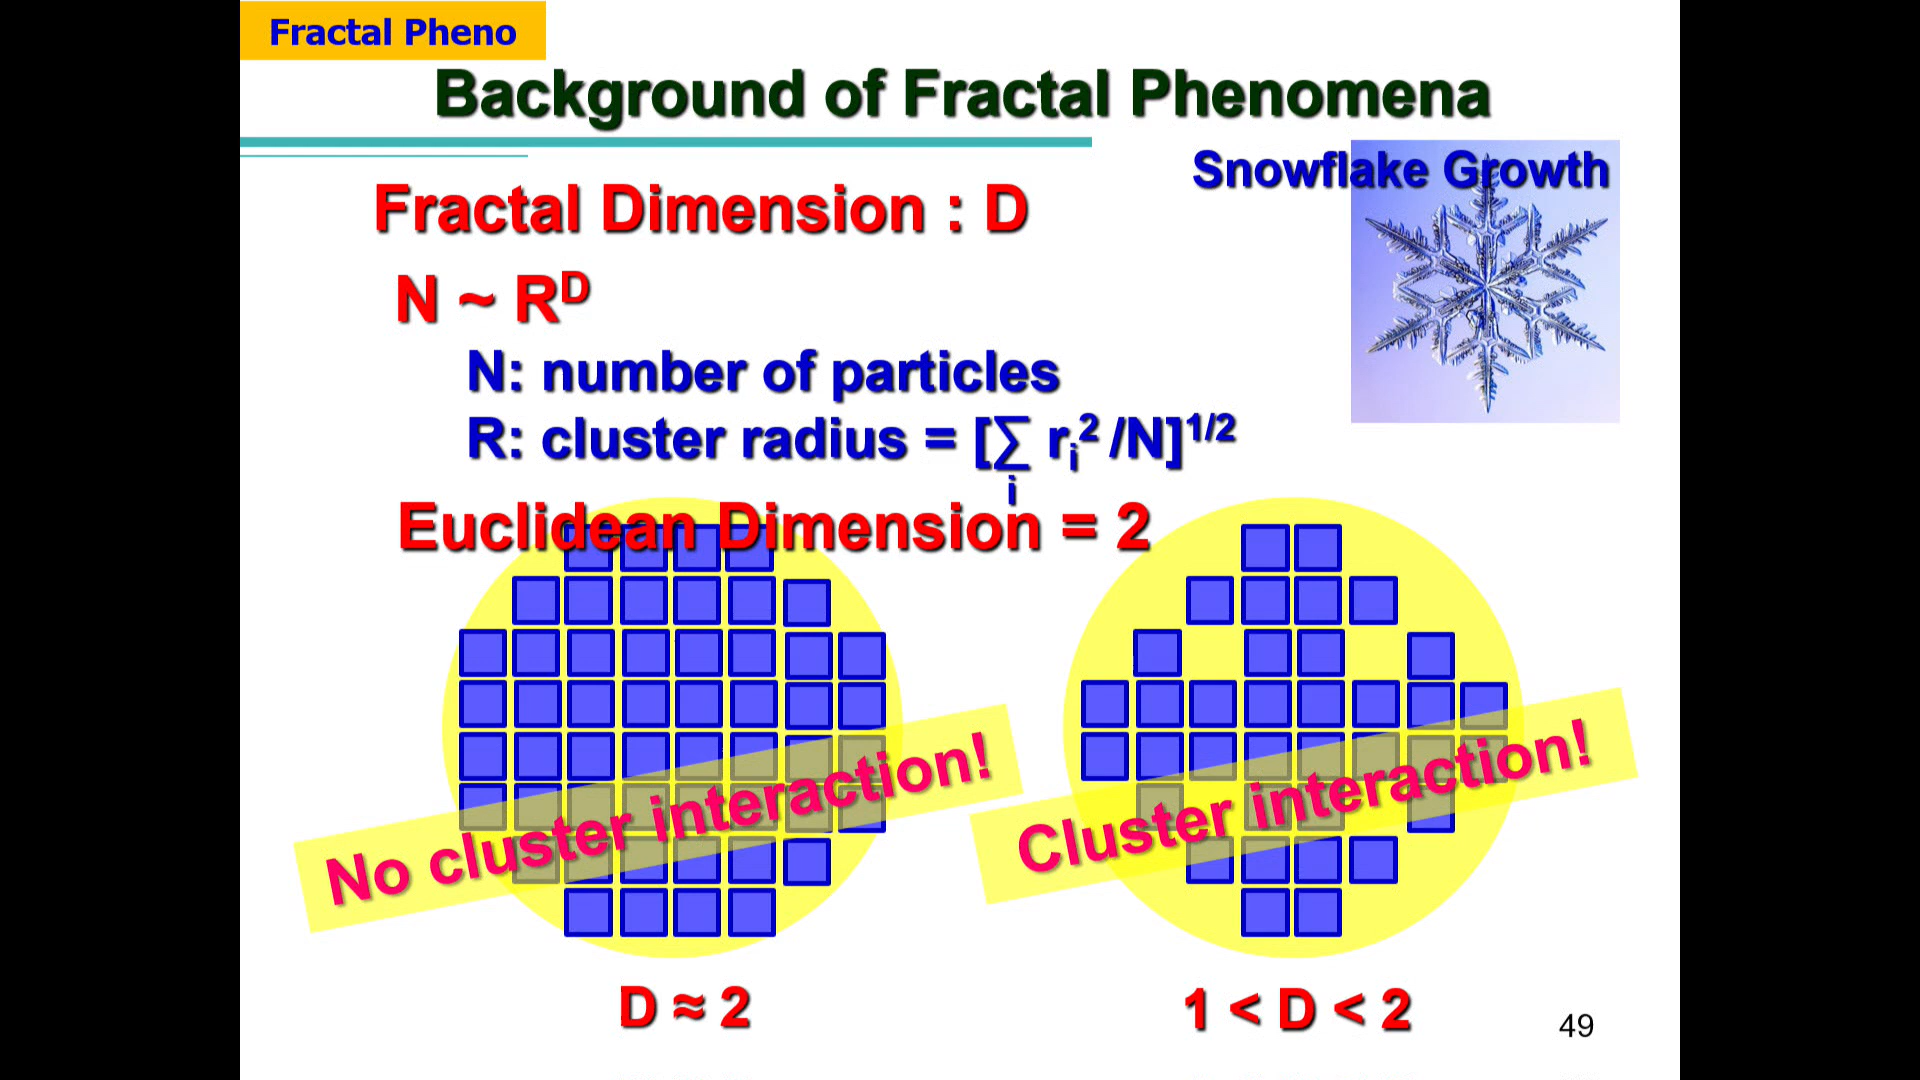 Fractal Pheno
Background of Fractal Phenomena
Snowflake Growth
Fractal Dimension : D
N ~ R^D
N: number of particles
R: cluster radius = [∑ r_i^2 /N]^1/2
i
Euclidean Dimension = 2
No cluster interaction!
Cluster interaction!
D ≈ 2
1 < D < 2
49